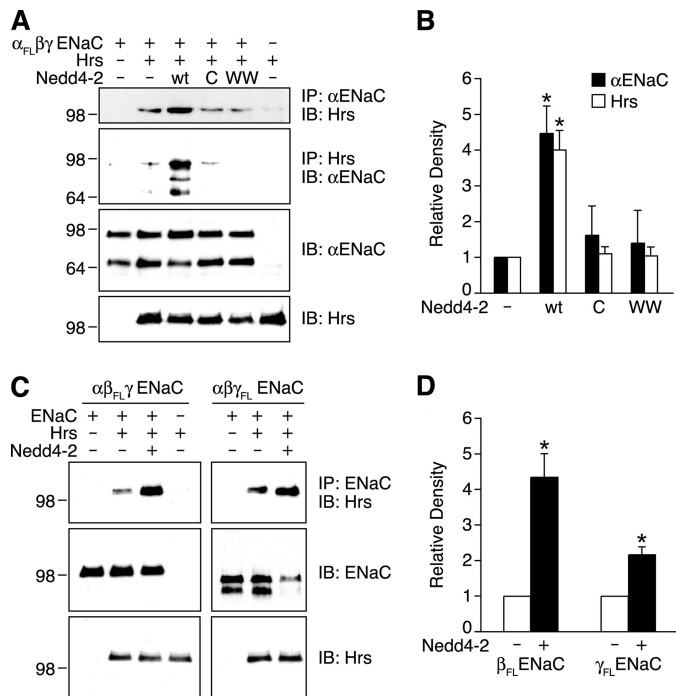 A
α_FLβγ ENaC + + + + + –
Hrs – + + + + +
Nedd4-2 – – wt C WW –
98 – IP: αENaC
IB: Hrs
98 – IP: Hrs
64 – IB: αENaC
98 – IB: αENaC
64 –
98 – IB: Hrs
B
6
5
4
3
2
1
0
Relative Density
αENaC
Hrs
* *
Nedd4-2 – wt C WW
C
αβ_FLγ ENaC αβγ_FL ENaC
ENaC + + + – + + +
Hrs – + + + – + +
Nedd4-2 – – + – – – +
98 – IP: ENaC
IB: Hrs
98 – IB: ENaC
98 – IB: Hrs
D
6
5
4
3
2
1
0
Relative Density
* *
Nedd4-2 – + – +
β_FLENaC γ_FLENaC